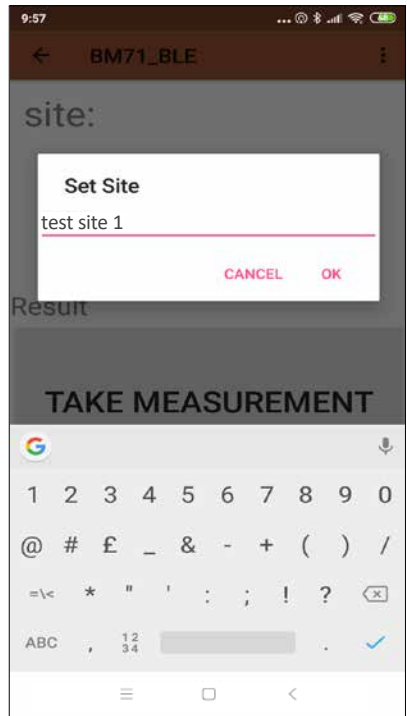 9:57
... 68
BM71_BLE
site:
Set Site
test site 1
CANCEL OK
Result
TAKE MEASUREMENT
G
1 2 3 4 5 6 7 8 9 0
@ # £ _ & - + ( ) /
=\< * " ' : ; ! ?
ABC , 12 .
34